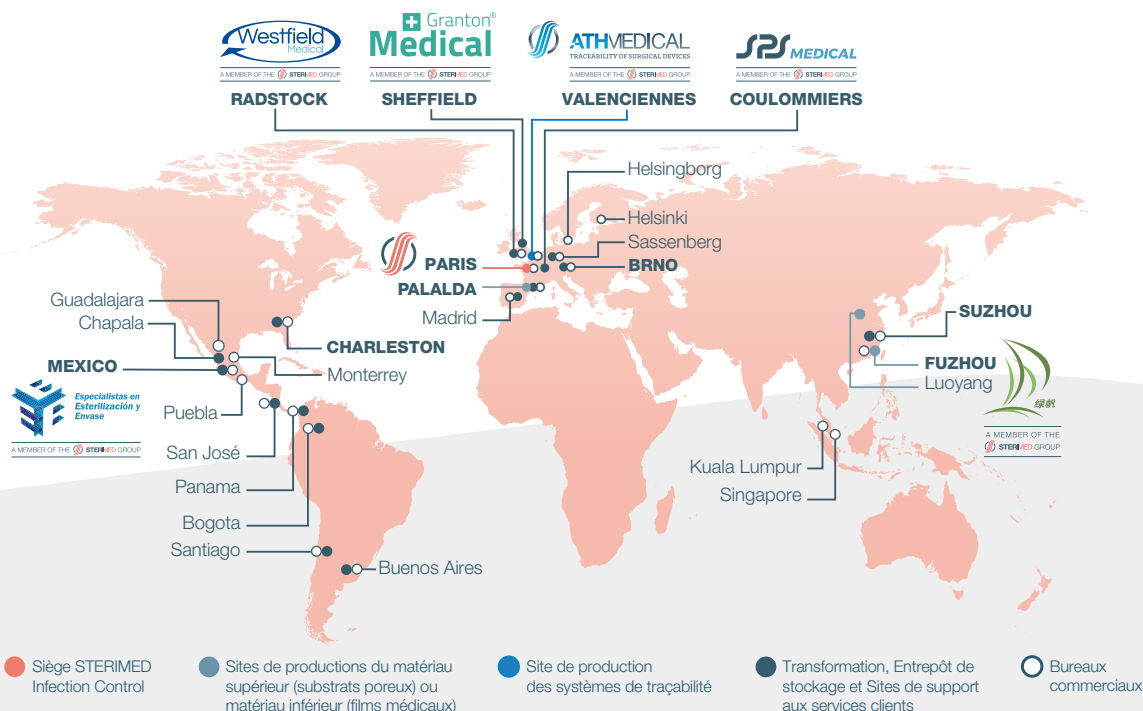 Westfield
Medical
A MEMBER OF THE STERIMED GROUP
RADSTOCK
Granton®
Medical
A MEMBER OF THE STERIMED GROUP
SHEFFIELD
ATHMEDICAL
TRACEABILITY OF SURGICAL DEVICES
A MEMBER OF THE STERIMED GROUP
VALENCIENNES
SPS MEDICAL
A MEMBER OF THE STERIMED GROUP
COULOMMIERS
Helsingborg
Helsinki
Sassenberg
BRNO
PARIS
PALALDA
Madrid
Guadalajara
Chapala
MEXICO
Especialistas en
Esterilización y
Envase
A MEMBER OF THE STERIMED GROUP
CHARLESTON
Monterrey
Puebla
San José
Panama
Bogota
Santiago
Buenos Aires
SUZHOU
FUZHOU
Luoyang
绿帆
A MEMBER OF THE
STERIMED GROUP
Kuala Lumpur
Singapore
Siège STERIMED
Infection Control
Sites de productions du matériau
supérieur (substrats poreux) ou
matériau inférieur (films médicaux)
Site de production
des systèmes de traçabilité
Transformation, Entrepôt de
stockage et Sites de support
aux services clients
Bureaux
commerciaux